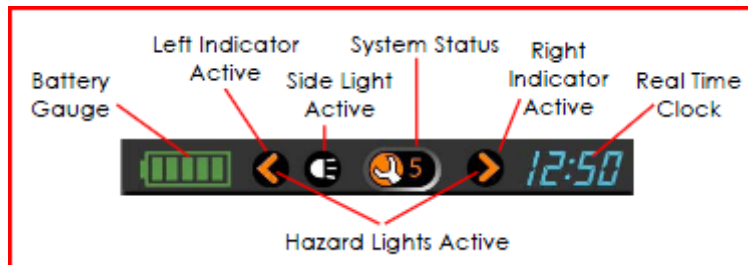 Left Indicator
Active
System Status
Right
Indicator
Active
Battery
Gauge
Side Light
Active
Real Time
Clock
5
12:50
Hazard Lights Active